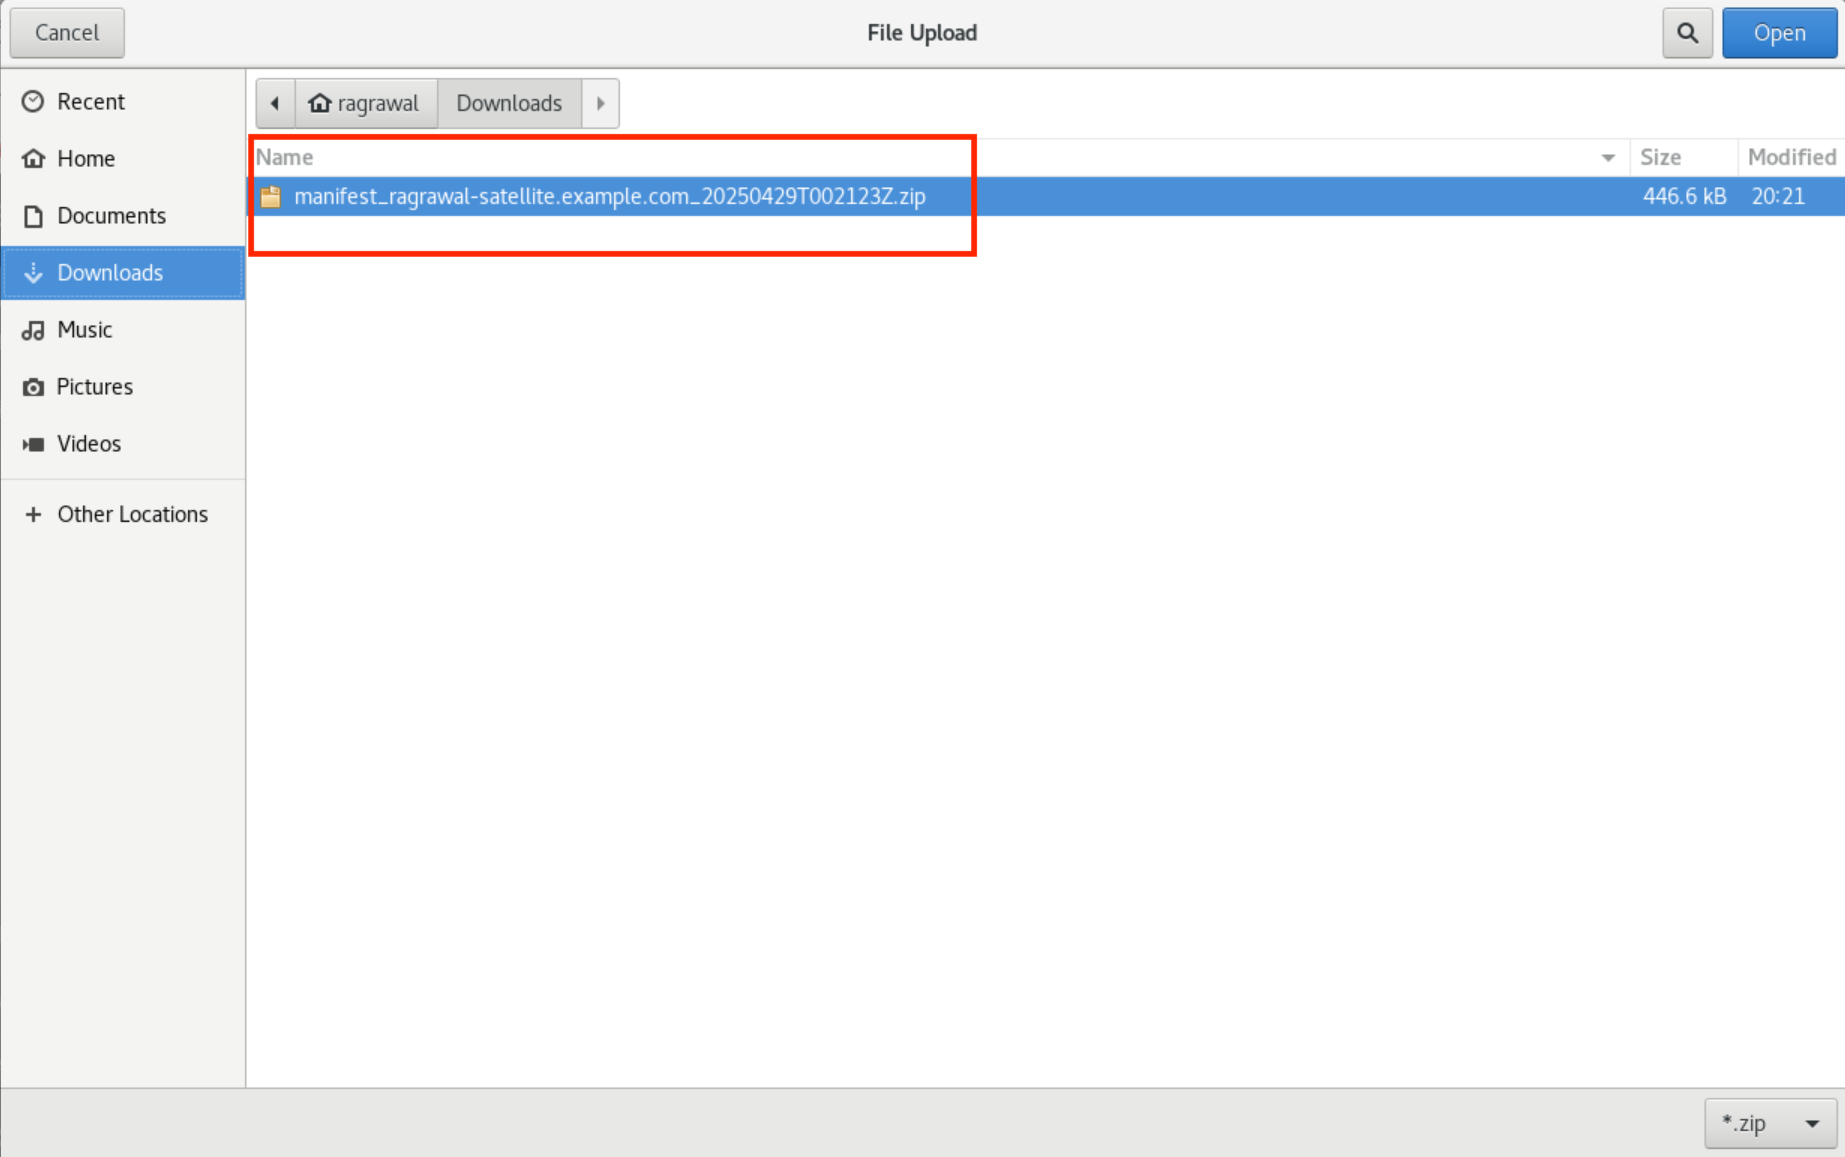 Cancel File Upload Open
Recent
Home
Documents
Downloads
Music
Pictures
Videos
+ Other Locations
ragrawal Downloads
Name Size Modified
manifest_ragrawal-satellite.example.com_20250429T002123Z.zip 446.6 kB 20:21
*.zip